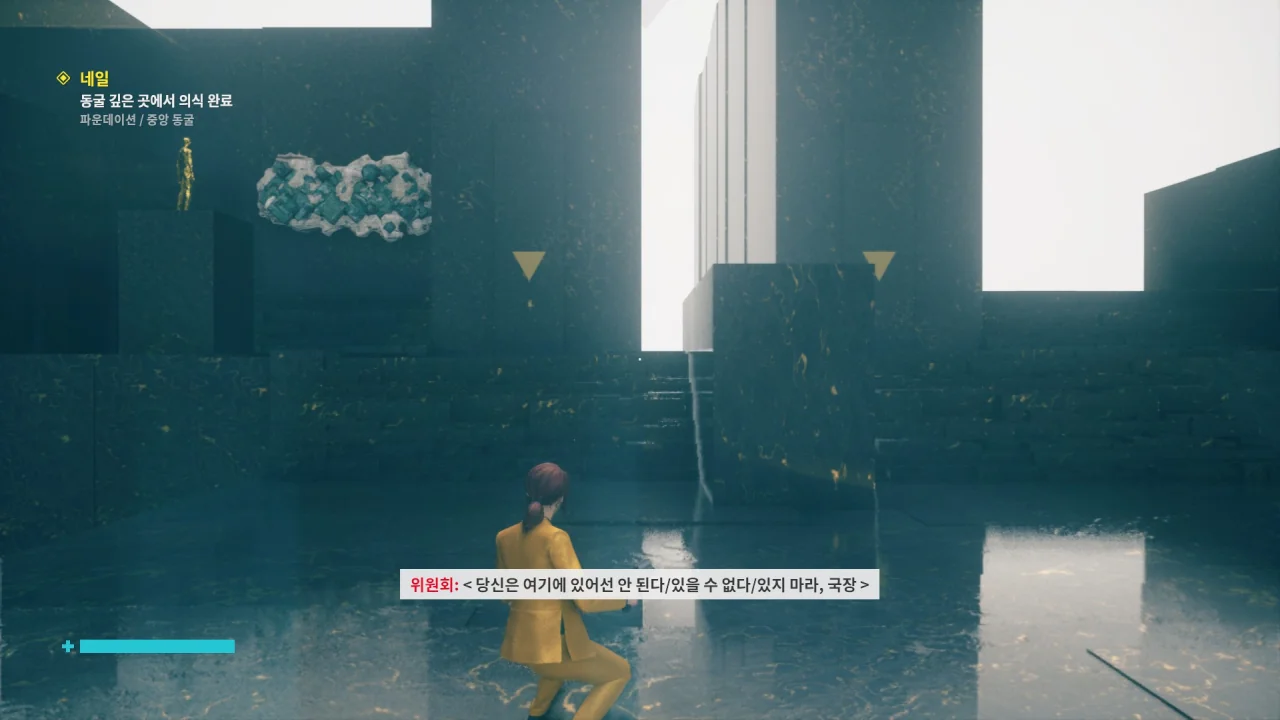 네일
동굴 깊은 곳에서 의식 완료
파운데이션 / 중앙 동굴
위원회: < 당신은 여기에 있어선 안 된다/있을 수 없다/있지 마라, 국장 >